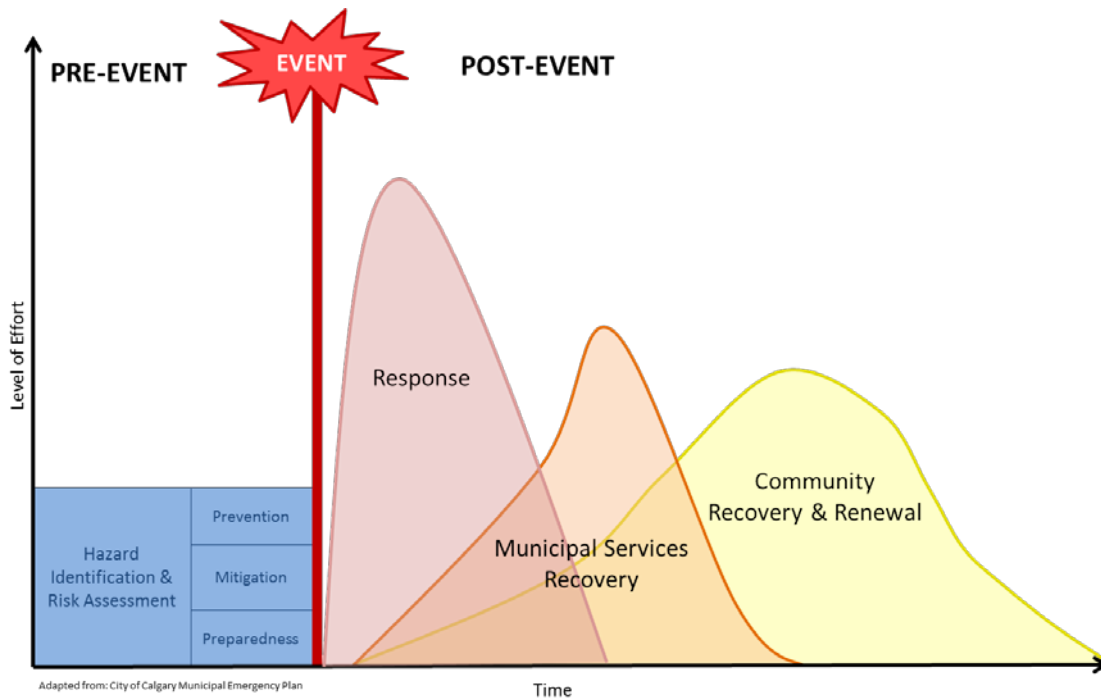 PRE-EVENT
EVENT
POST-EVENT
Level of Effort
Response
Community
Recovery & Renewal
Municipal Services
Recovery
Hazard
Identification &
Risk Assessment
Prevention
Mitigation
Preparedness
Adapted from: City of Calgary Municipal Emergency Plan
Time